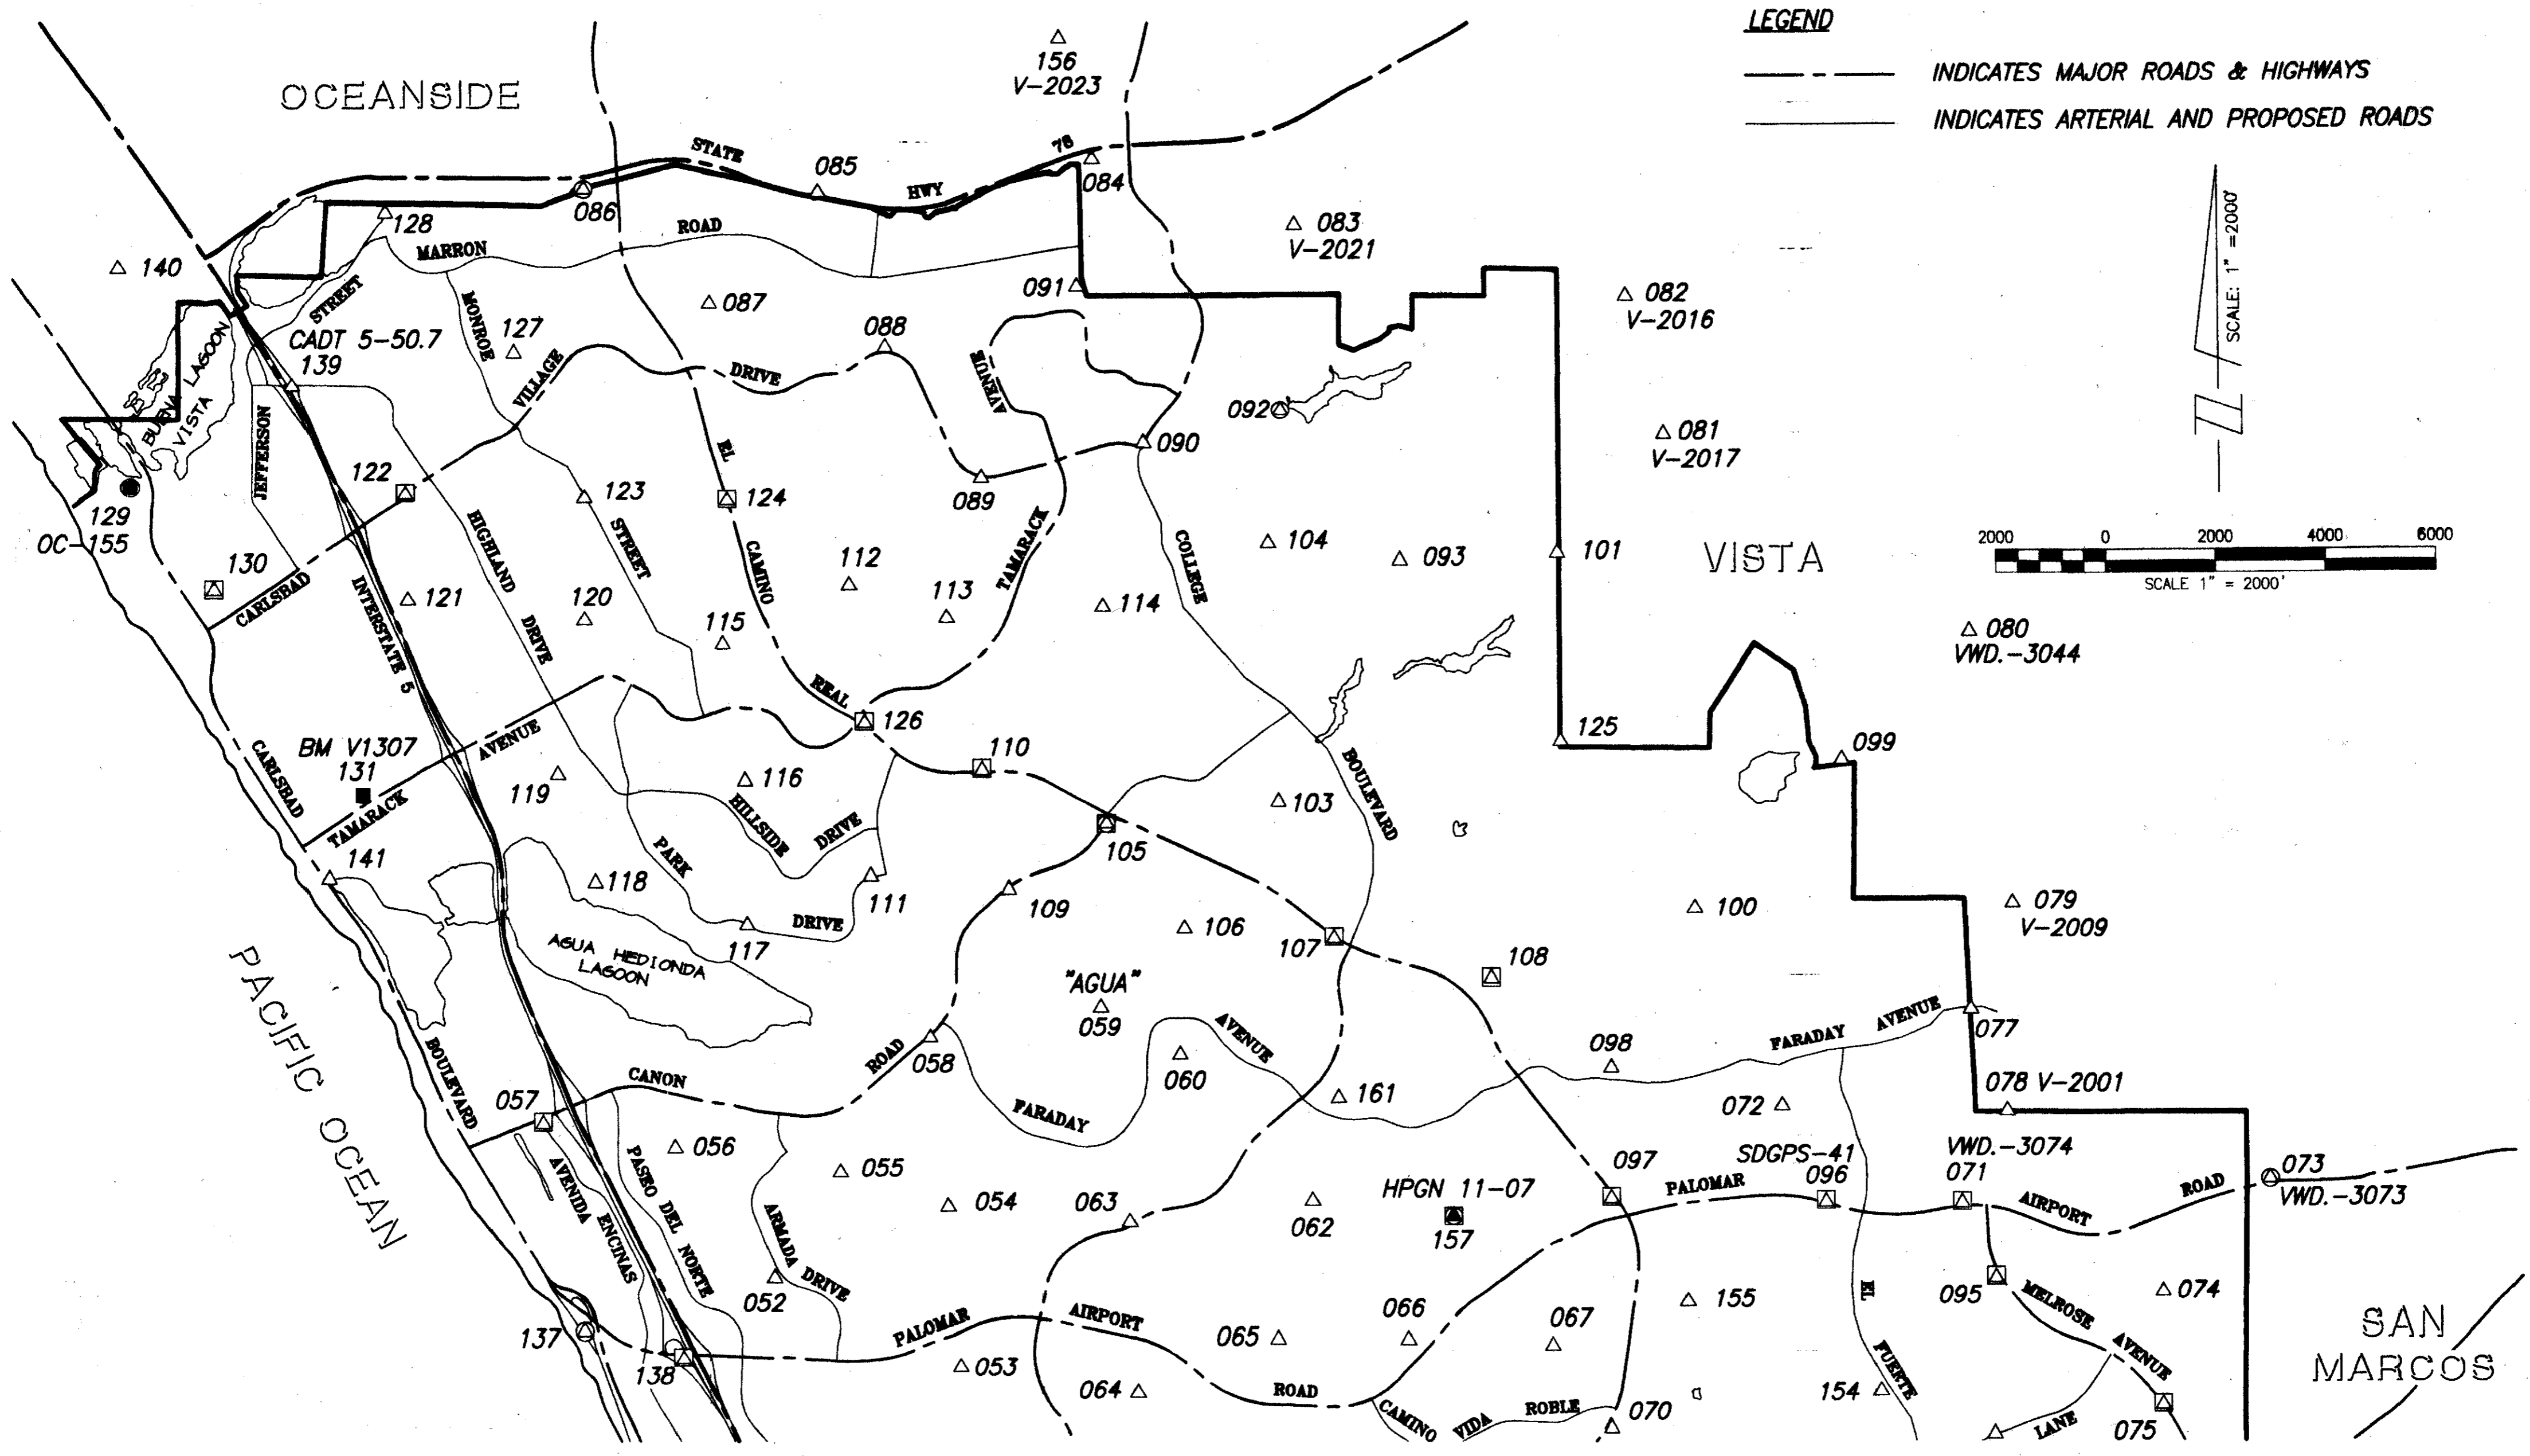 LEGEND
INDICATES MAJOR ROADS & HIGHWAYS
INDICATES ARTERIAL AND PROPOSED ROADS
SCALE: 1" =2000'
2000 0 2000 4000 6000
SCALE 1" = 2000'
OCEANSIDE
156
V-2023
STATE
HWY
78
085
084
086
128
083
V-2021
MARRON
ROAD
140
STREET
MONROE
127
087
088
091
082
V-2016
CADT 5-50.7
139
BUENA
VISTA
LAGOON
JEFFERSON
VILLAGE
DRIVE
AVENUE
092
090
081
V-2017
122
123
EL
124
089
129
OC-155
HIGHLAND
STREET
CAMINO
TAMARACK
COLLEGE
104
093
101
VISTA
130
CARLSBAD
INTERSTATE 5
121
DRIVE
120
115
112
113
114
080
VWD.-3044
REAL
126
125
099
BM V1307
131
CARLSBAD
TAMARACK
AVENUE
119
116
110
103
BOULEVARD
HILLSIDE
DRIVE
105
141
118
PARK
DRIVE
111
109
117
106
107
108
100
079
V-2009
AGUA HEDIONDA
LAGOON
PACIFIC OCEAN
"AGUA"
059
BOULEVARD
058
ROAD
CANON
060
AVENUE
FARADAY
161
098
FARADAY
AVENUE
077
078 V-2001
057
072
056
055
054
063
062
HPGN 11-07
157
097
PALOMAR
SDGPS-41
096
VWD.-3074
071
AIRPORT
ROAD
073
VWD.-3073
AVENIDA
ENCINAS
PASEO DEL NORTE
ARMADA
DRIVE
052
137
138
PALOMAR
AIRPORT
ROAD
053
064
065
066
067
155
EL
FUERTE
095
MELROSE
AVENUE
074
SAN
MARCOS
CAMINO
VIDA
ROBLE
070
154
LANE
075